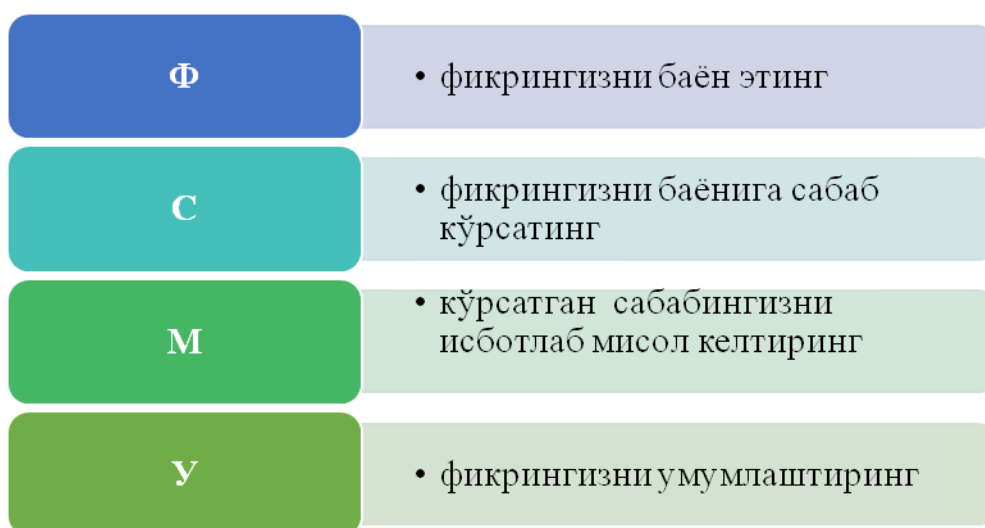 Ф
• фикрингизни баён этинг
С
• фикрингизни баёнига сабаб
кўрсатинг
М
• кўрсатган сабабингизни
исботлаб мисол келтиринг
У
• фикрингизни умумлаштиринг